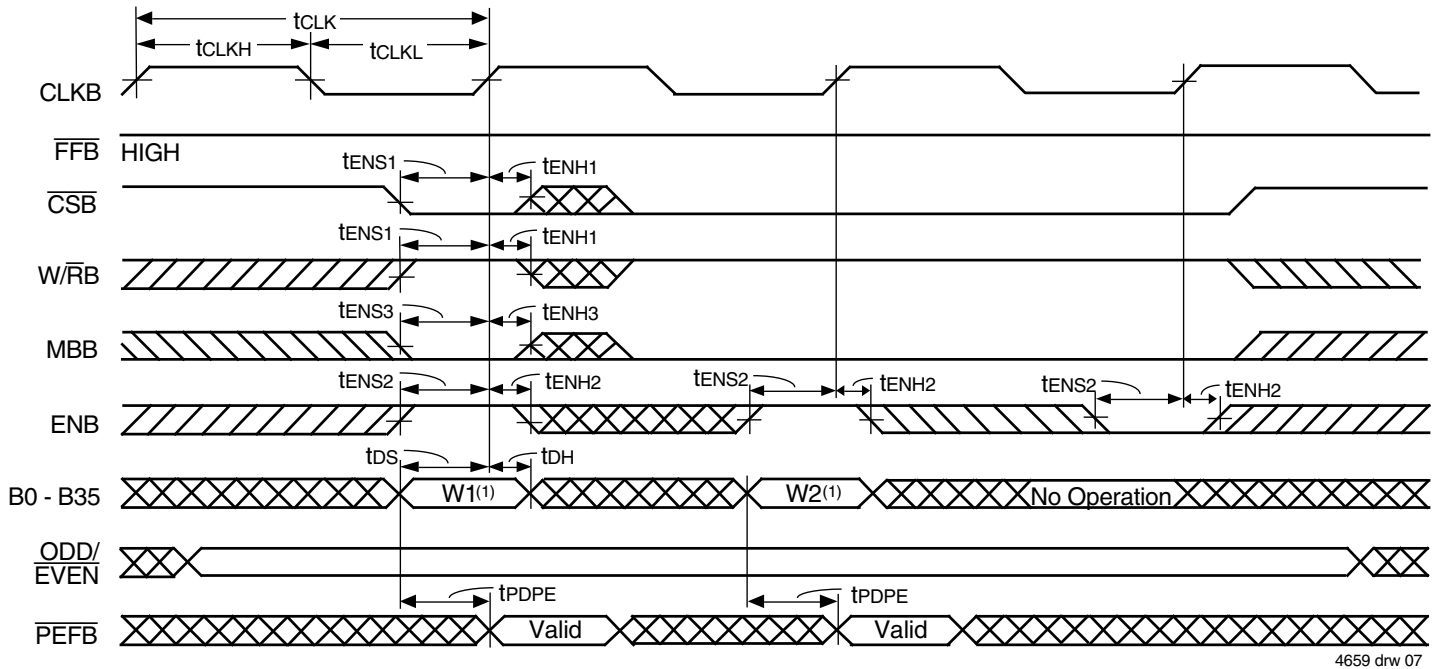 tCLK
tCLKH tCLKL
CLKB
FFB HIGH
tENS1 tENH1
CSB
tENS1 tENH1
W/RB
tENS3 tENH3
MBB
tENS2 tENH2 tENS2 tENH2 tENS2 tENH2
ENB
tDS tDH
B0 - B35 W1(1) W2(1) No Operation
ODD/
EVEN
tPDPE tPDPE
PEFB Valid Valid
4659 drw 07